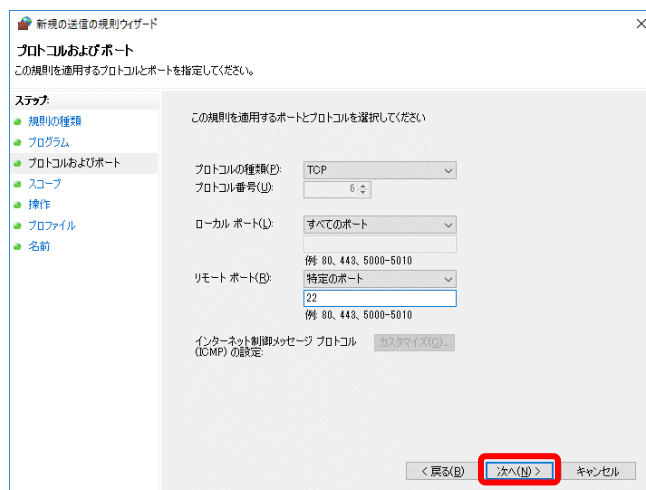 新規の送信の規則ウィザード
プロトコルおよびポート
この規則を適用するプロトコルとポートを指定してください。
ステップ:
規則の種類
プログラム
プロトコルおよびポート
スコープ
操作
プロファイル
名前
この規則を適用するポートとプロトコルを選択してください
プロトコルの種類(P): TCP
プロトコル番号(U): 6
ローカル ポート(L): すべてのポート
例: 80、443、5000-5010
リモート ポート(R): 特定のポート
22
例: 80、443、5000-5010
インターネット制御メッセージ プロトコル
(ICMP) の設定: カスタマイズ(C)...
< 戻る(B) 次へ(N) > キャンセル